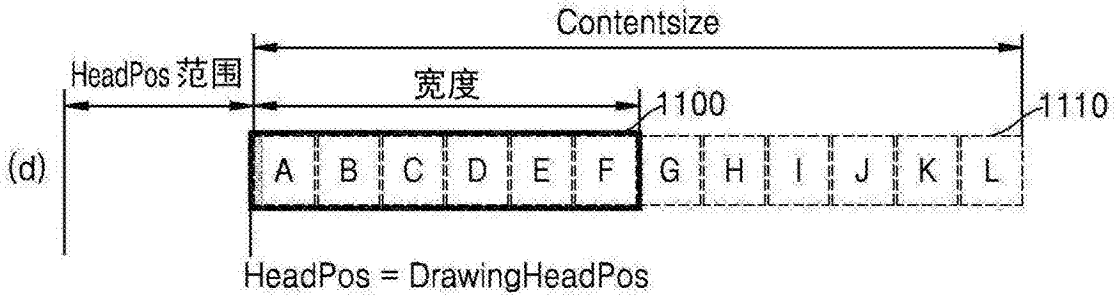 Contentsize
HeadPos 范围
宽度
1100
1110
(d)
A B C D E F G H I J K L
HeadPos = DrawingHeadPos